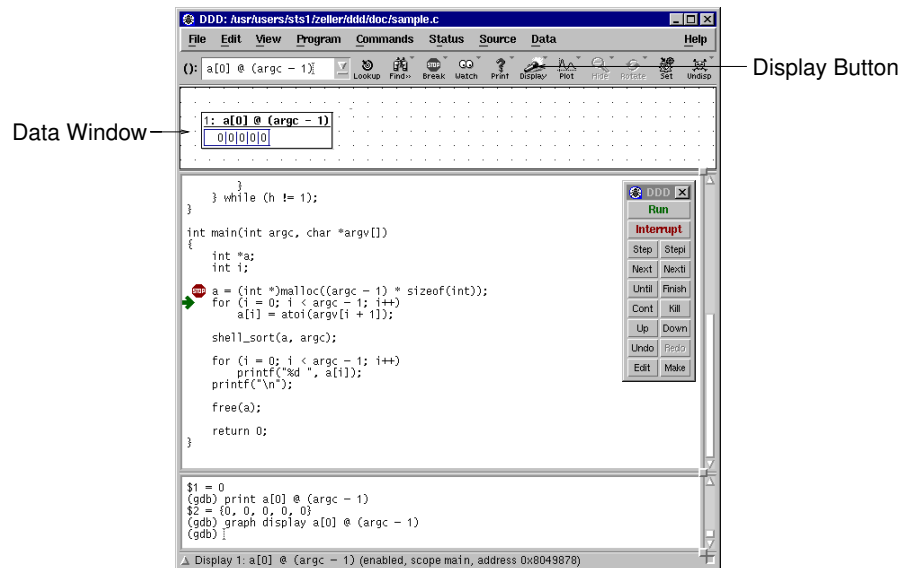 DDD: /usr/users/sts1/zeller/ddd/doc/sample.c
File Edit View Program Commands Status Source Data Help
(): a[0] @ (argc - 1) Lookup Find>> Break Watch Print Display Plot Hide Rotate Set Undisp
Display Button
Data Window
1: a[0] @ (argc - 1)
0|0|0|0|0
        }
    } while (h != 1);
}
int main(int argc, char *argv[])
{
    int *a;
    int i;
STOP a = (int *)malloc((argc - 1) * sizeof(int));
    for (i = 0; i < argc - 1; i++)
        a[i] = atoi(argv[i + 1]);
    shell_sort(a, argc);
    for (i = 0; i < argc - 1; i++)
        printf("%d ", a[i]);
    printf("\n");
    free(a);
    return 0;
}
DDD
Run
Interrupt
Step Stepi
Next Nexti
Until Finish
Cont Kill
Up Down
Undo Redo
Edit Make
$1 = 0
(gdb) print a[0] @ (argc - 1)
$2 = {0, 0, 0, 0, 0}
(gdb) graph display a[0] @ (argc - 1)
(gdb)
Display 1: a[0] @ (argc - 1) (enabled, scope main, address 0x8049878)